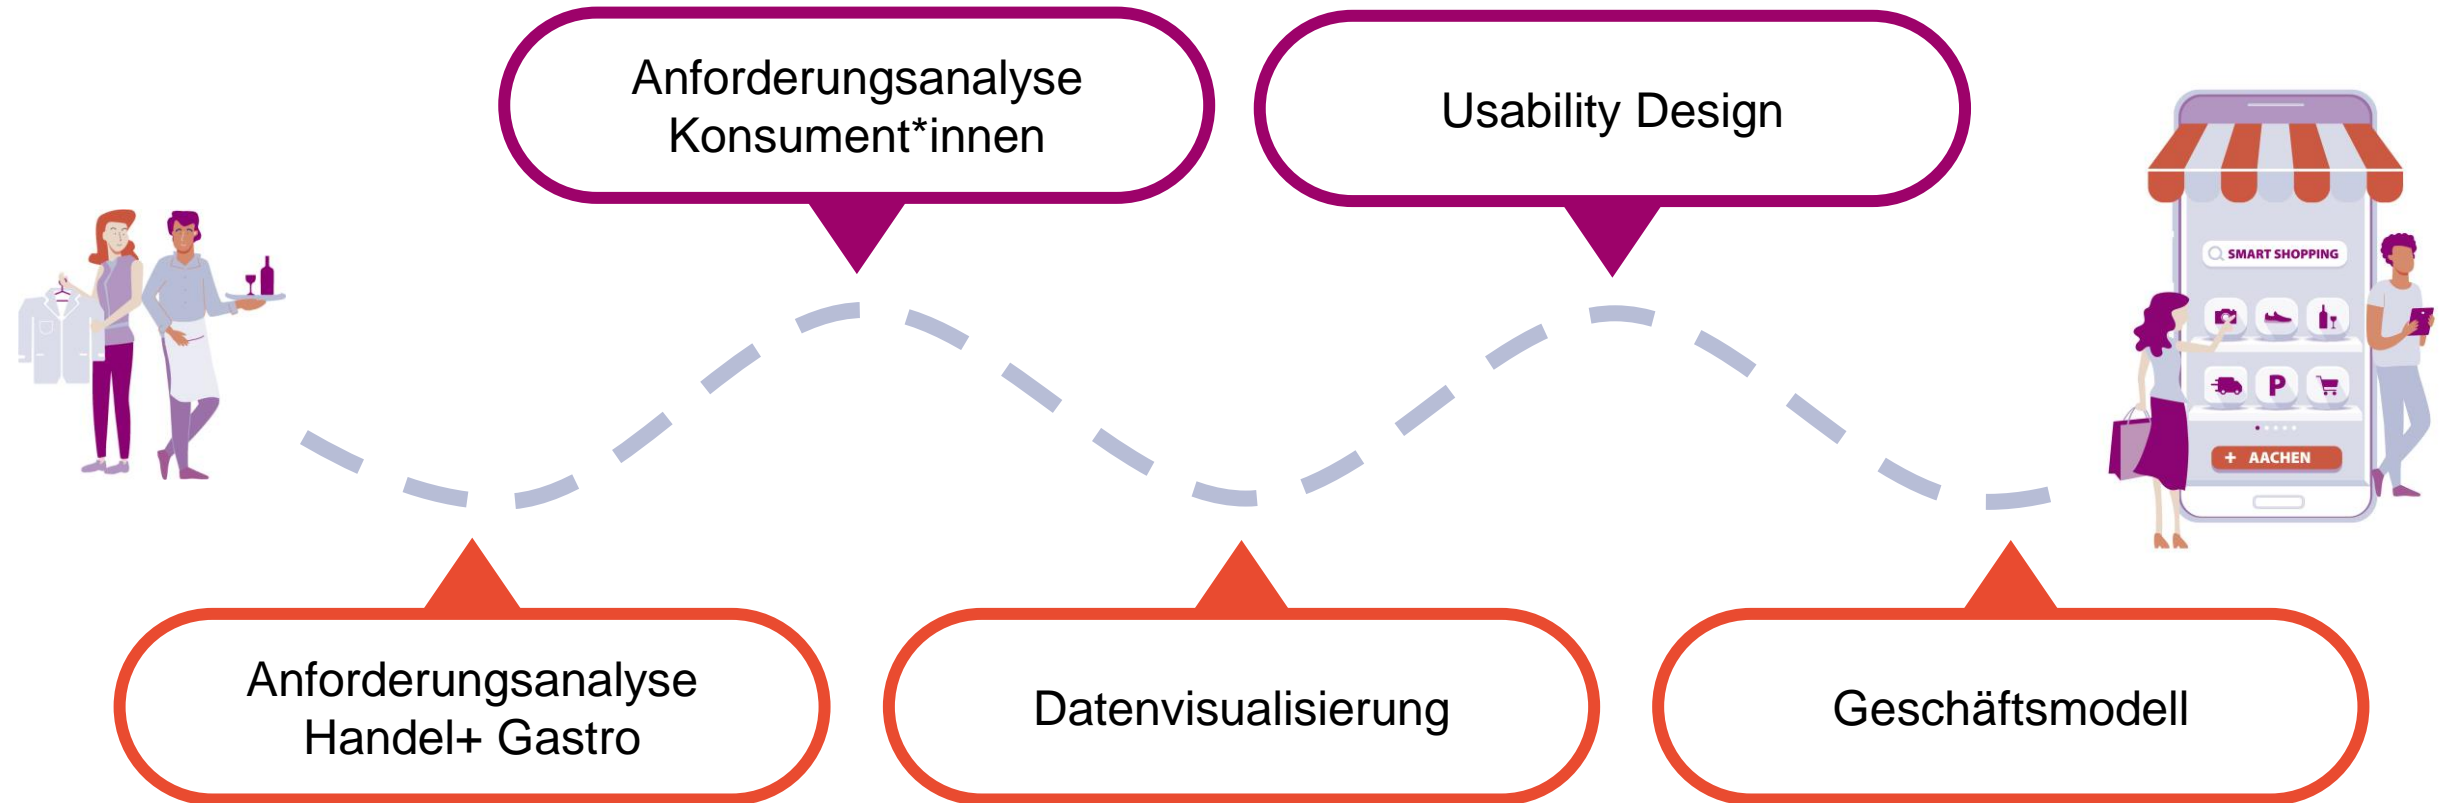 Anforderungsanalyse
Konsument*innen
Usability Design
SMART SHOPPING
P
+ AACHEN
Anforderungsanalyse
Handel+ Gastro
Datenvisualisierung
Geschäftsmodell